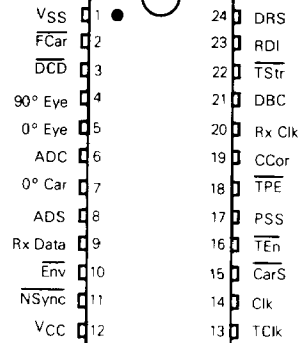 VSS 1 24 DRS
FCar 2 23 RDI
DCD 3 22 TStr
90° Eye 4 21 DBC
0° Eye 5 20 Rx Clk
ADC 6 19 CCor
0° Car 7 18 TPE
ADS 8 17 PSS
Rx Data 9 16 TEn
Env 10 15 CarS
NSync 11 14 Clk
VCC 12 13 TClk